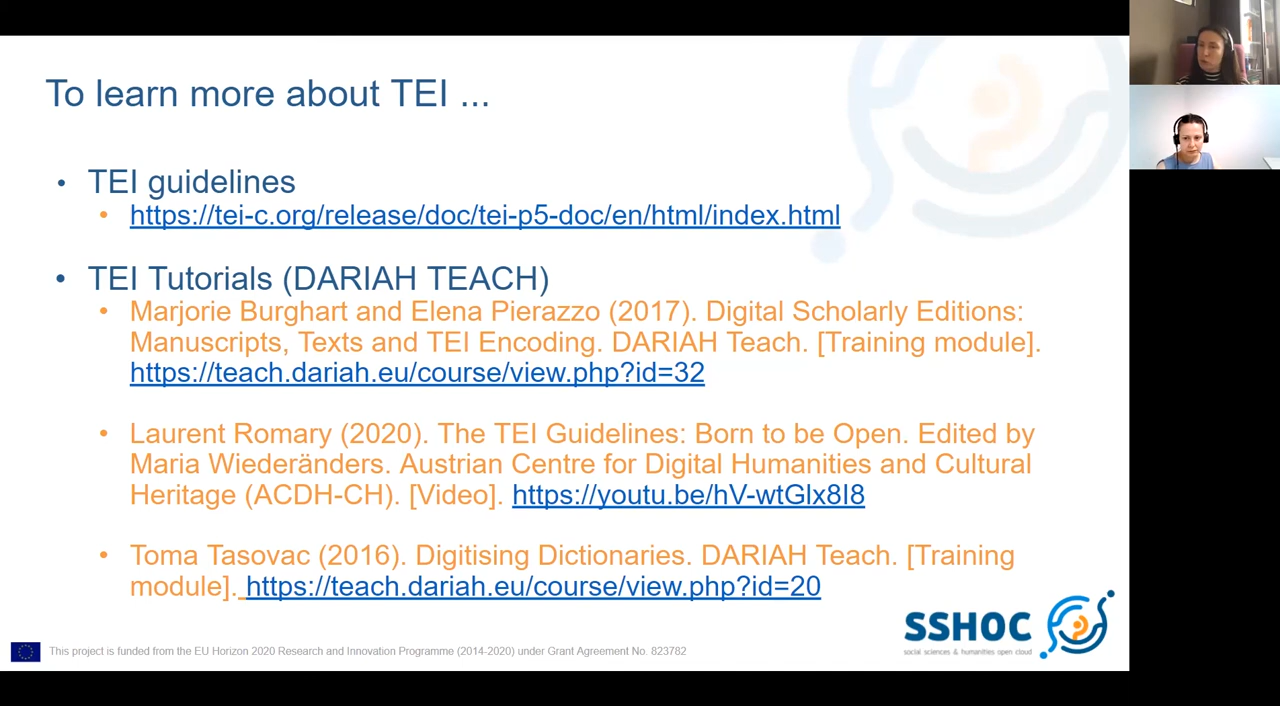 To learn more about TEI ...
• TEI guidelines
• https://tei-c.org/release/doc/tei-p5-doc/en/html/index.html
• TEI Tutorials (DARIAH TEACH)
• Marjorie Burghart and Elena Pierazzo (2017). Digital Scholarly Editions:
Manuscripts, Texts and TEI Encoding. DARIAH Teach. [Training module].
https://teach.dariah.eu/course/view.php?id=32
• Laurent Romary (2020). The TEI Guidelines: Born to be Open. Edited by
Maria Wiederänders. Austrian Centre for Digital Humanities and Cultural
Heritage (ACDH-CH). [Video]. https://youtu.be/hV-wtGlx8I8
• Toma Tasovac (2016). Digitising Dictionaries. DARIAH Teach. [Training
module]. https://teach.dariah.eu/course/view.php?id=20
SSHOC
social sciences & humanities open cloud
This project is funded from the EU Horizon 2020 Research and Innovation Programme (2014-2020) under Grant Agreement No. 823782